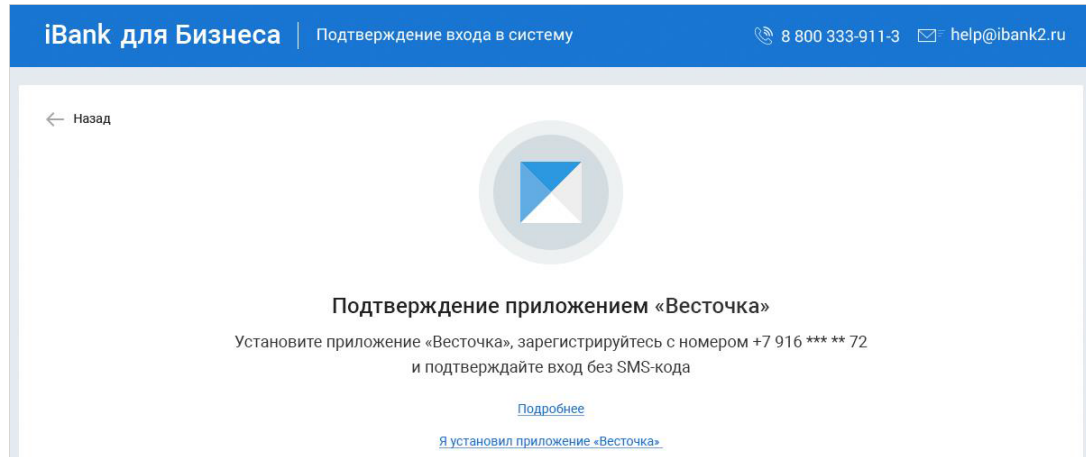 iBank для Бизнеса
Подтверждение входа в систему
8 800 333-911-3
help@ibank2.ru
Назад
Подтверждение приложением «Весточка»
Установите приложение «Весточка», зарегистрируйтесь с номером +7 916 *** ** 72
и подтверждайте вход без SMS-кода
Подробнее
Я установил приложение «Весточка»